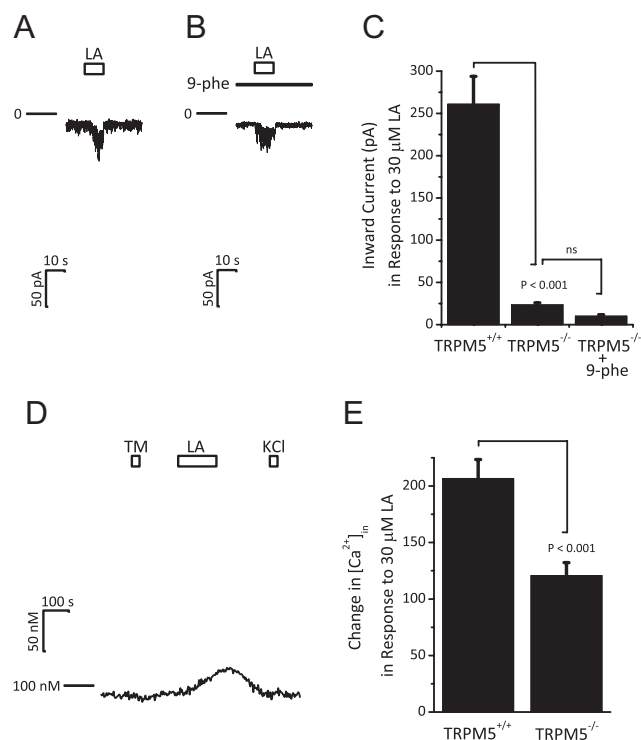 A
LA
0
10 s
50 pA
B
LA
9-phe
0
10 s
50 pA
C
Inward Current (pA)
in Response to 30 μM LA
300
250
200
150
100
50
25
0
ns
P < 0.001
TRPM5+/+
TRPM5-/-
TRPM5-/-
+
9-phe
D
TM
LA
KCl
100 s
50 nM
100 nM
E
Change in [Ca2+]in
in Response to 30 μM LA
200
150
100
50
0
P < 0.001
TRPM5+/+
TRPM5-/-